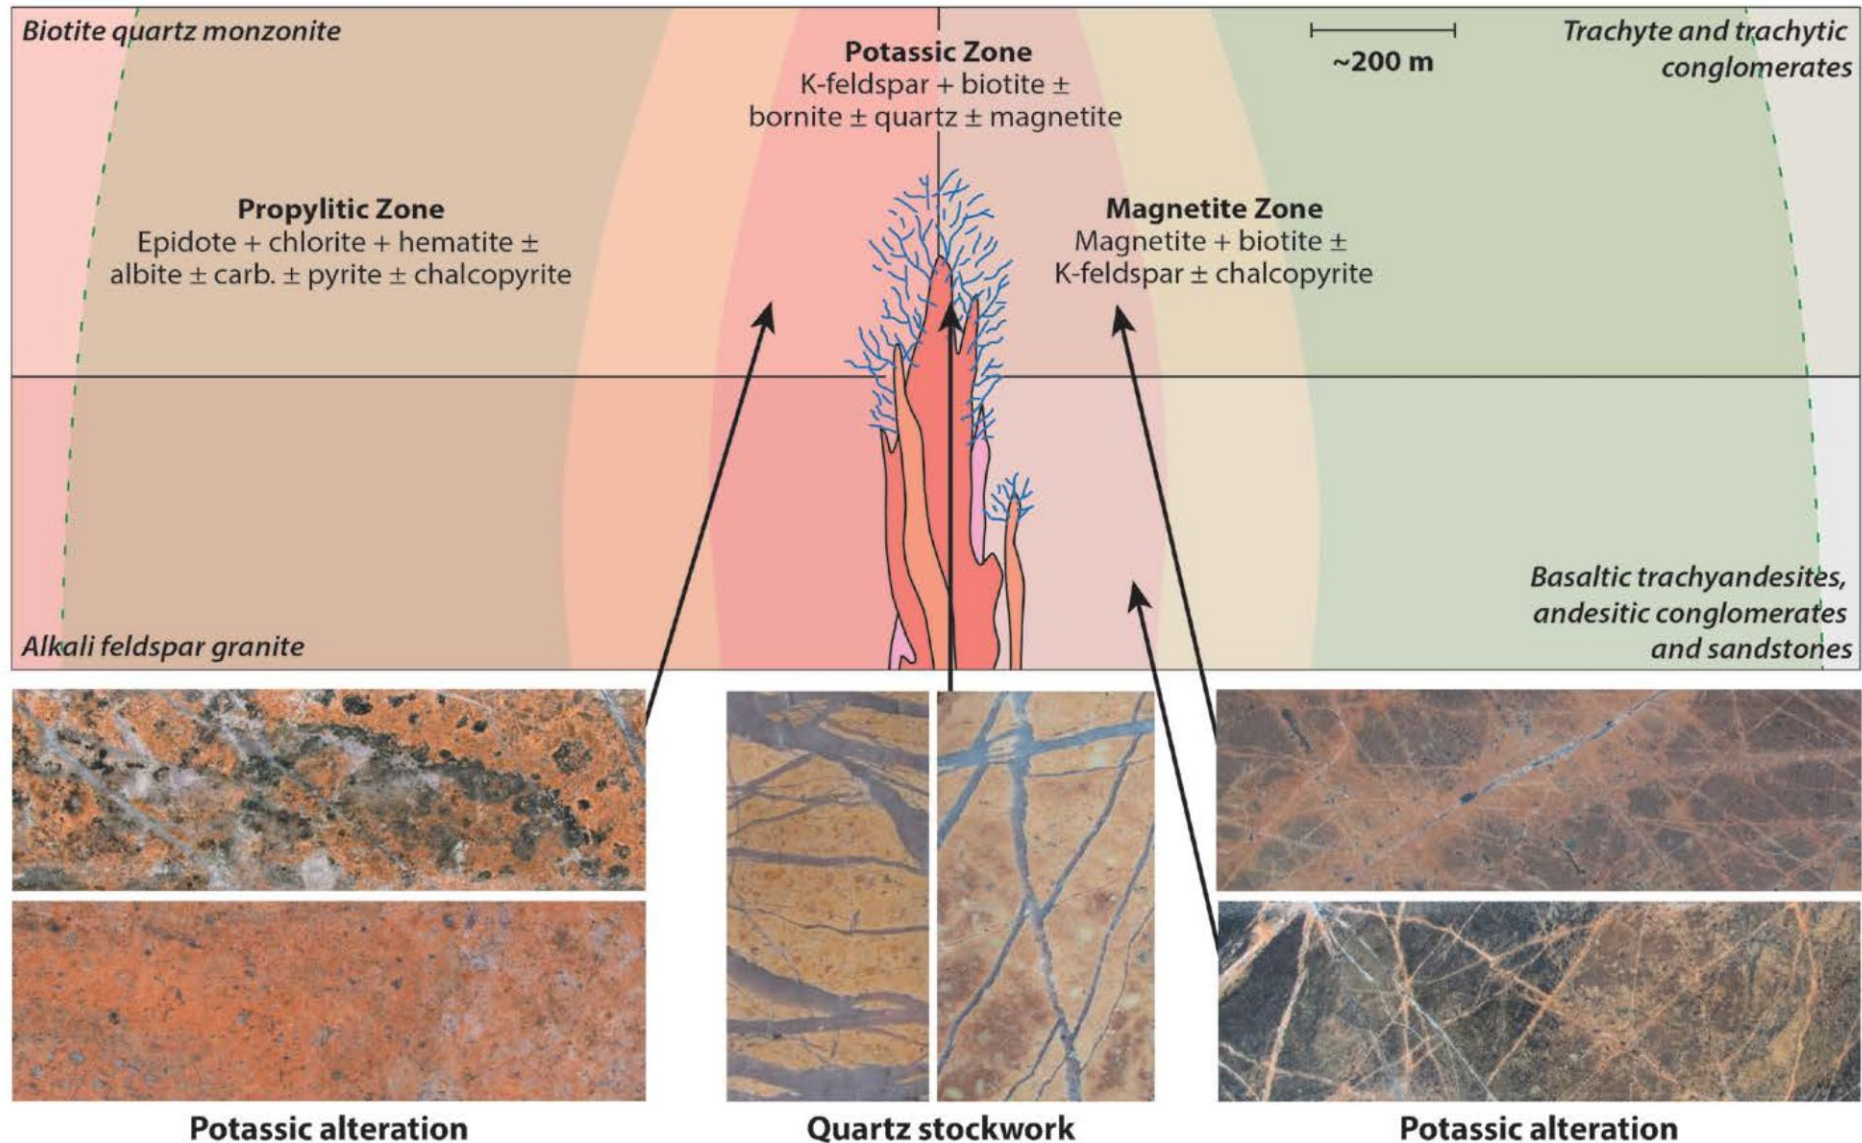 Biotite quartz monzonite
Potassic Zone
K-feldspar + biotite ±
bornite ± quartz ± magnetite
~200 m
Trachyte and trachytic
conglomerates
Propylitic Zone
Epidote + chlorite + hematite ±
albite ± carb. ± pyrite ± chalcopyrite
Magnetite Zone
Magnetite + biotite ±
K-feldspar ± chalcopyrite
Alkali feldspar granite
Basaltic trachyandesites,
andesitic conglomerates
and sandstones
Potassic alteration
Quartz stockwork
Potassic alteration